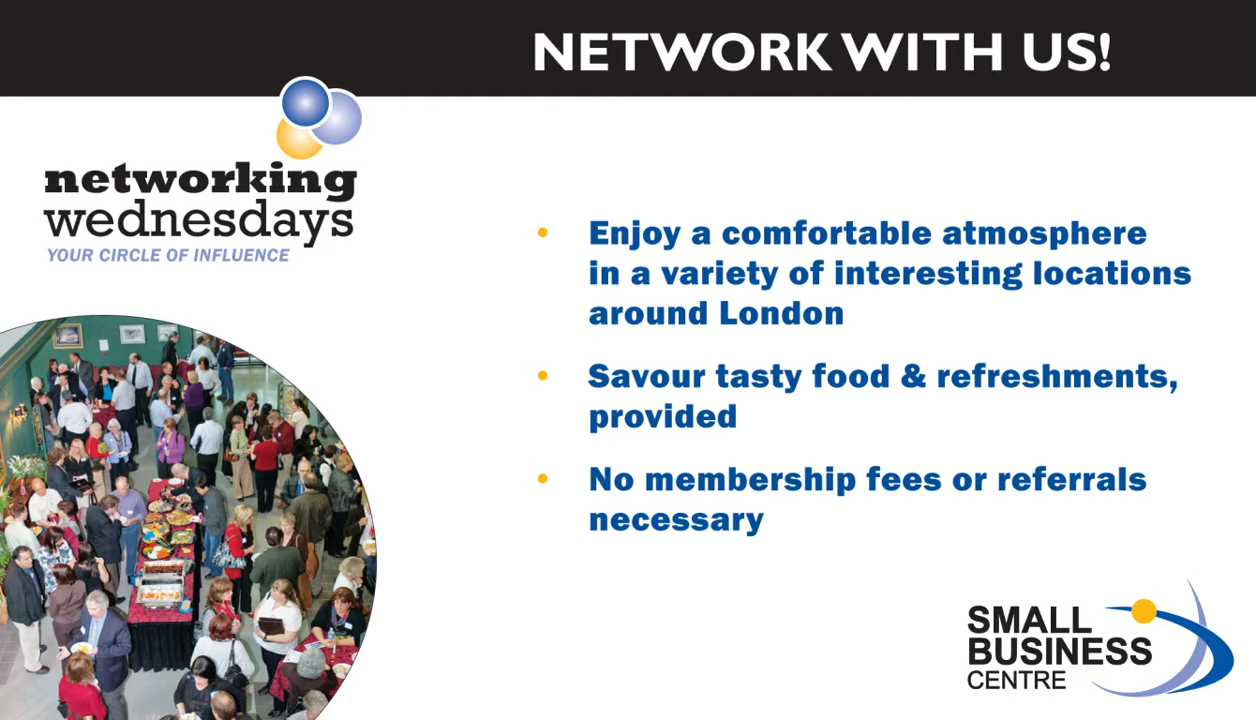 NETWORK WITH US!
networking
wednesdays
YOUR CIRCLE OF INFLUENCE
• Enjoy a comfortable atmosphere
in a variety of interesting locations
around London
• Savour tasty food & refreshments,
provided
• No membership fees or referrals
necessary
SMALL
BUSINESS
CENTRE